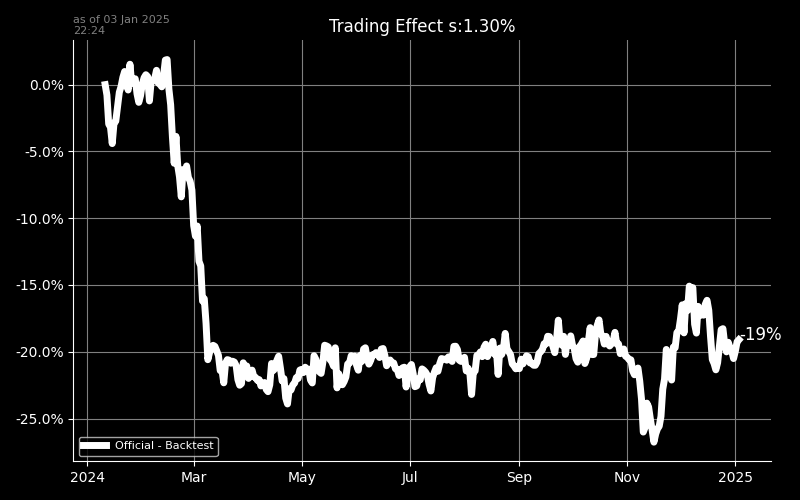 as of 03 Jan 2025
22:24
Trading Effect s:1.30%
0.0%
-5.0%
-10.0%
-15.0%
-20.0%
-25.0%
-19%
Official - Backtest
2024 Mar May Jul Sep Nov 2025